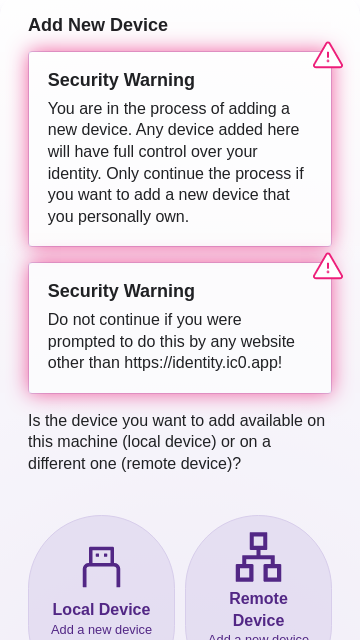 Add New Device
Security Warning
You are in the process of adding a
new device. Any device added here
will have full control over your
identity. Only continue the process if
you want to add a new device that
you personally own.
Security Warning
Do not continue if you were
prompted to do this by any website
other than https://identity.ic0.app!
Is the device you want to add available on
this machine (local device) or on a
different one (remote device)?
Local Device
Add a new device
Remote
Device
Add a new device